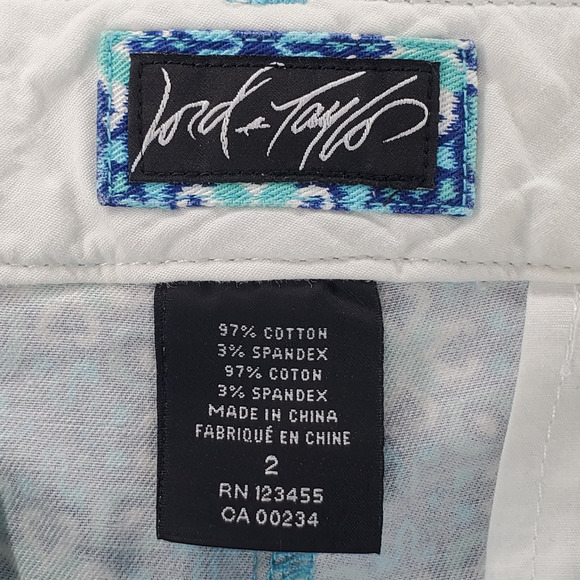 Lord & Taylor
97% COTTON
3% SPANDEX
97% COTON
3% SPANDEX
MADE IN CHINA
FABRIQUÉ EN CHINE
2
RN 123455
CA 00234